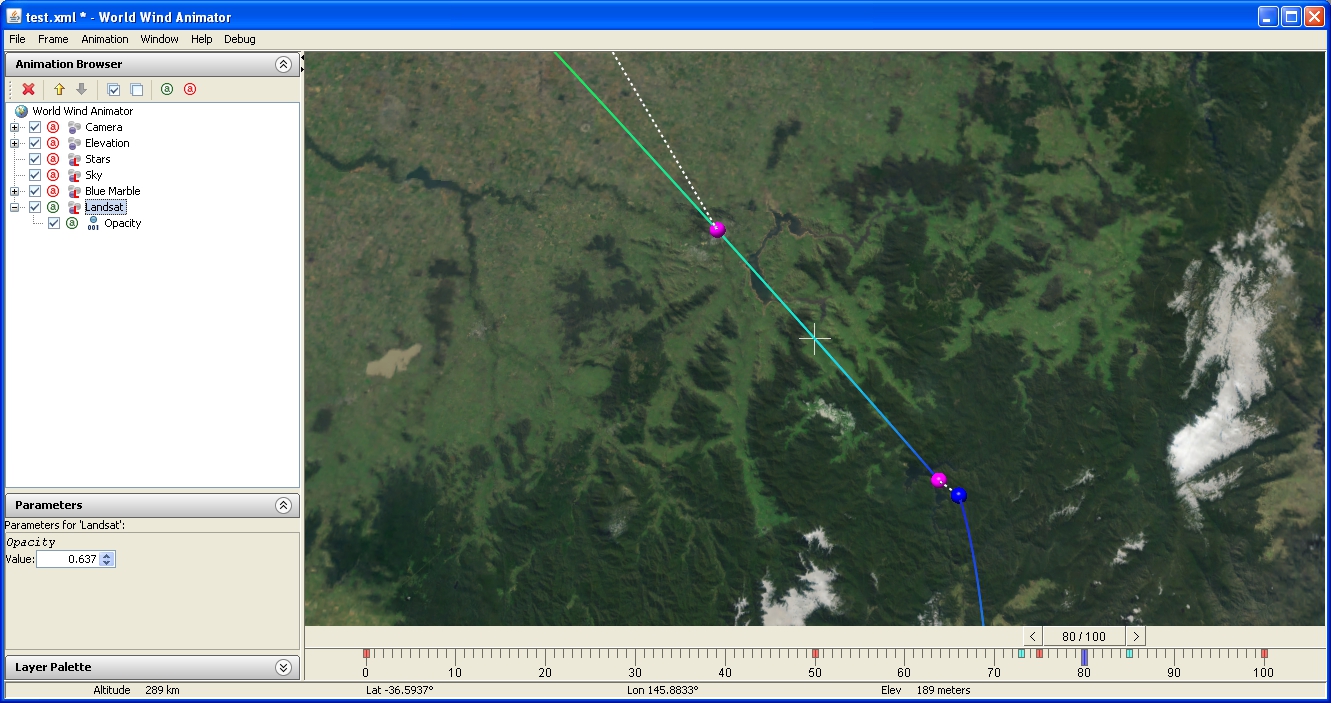 test.xml * - World Wind Animator
File Frame Animation Window Help Debug
Animation Browser
a a
World Wind Animator
a Camera
a Elevation
a L Stars
a L Sky
a L Blue Marble
a L Landsat
a 001 Opacity
Parameters
Parameters for 'Landsat':
Opacity
Value: 0.637
Layer Palette
< 80 / 100 >
0 10 20 30 40 50 60 70 80 90 100
Altitude 289 km Lat -36.5937° Lon 145.8833° Elev 189 meters